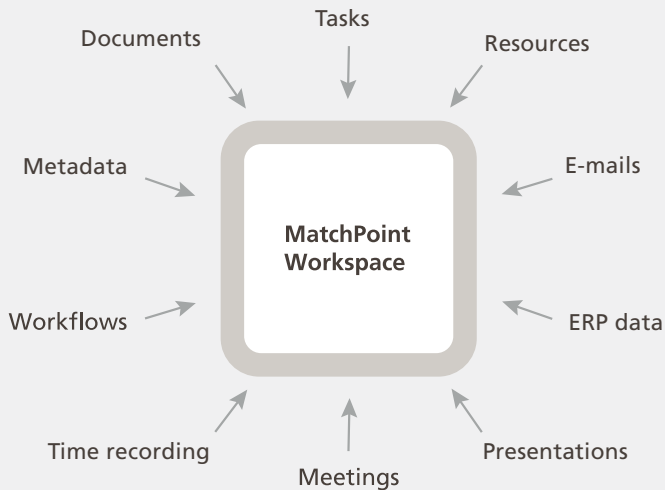 Tasks
Documents
Resources
Metadata
E-mails
MatchPoint
Workspace
Workflows
ERP data
Time recording
Presentations
Meetings